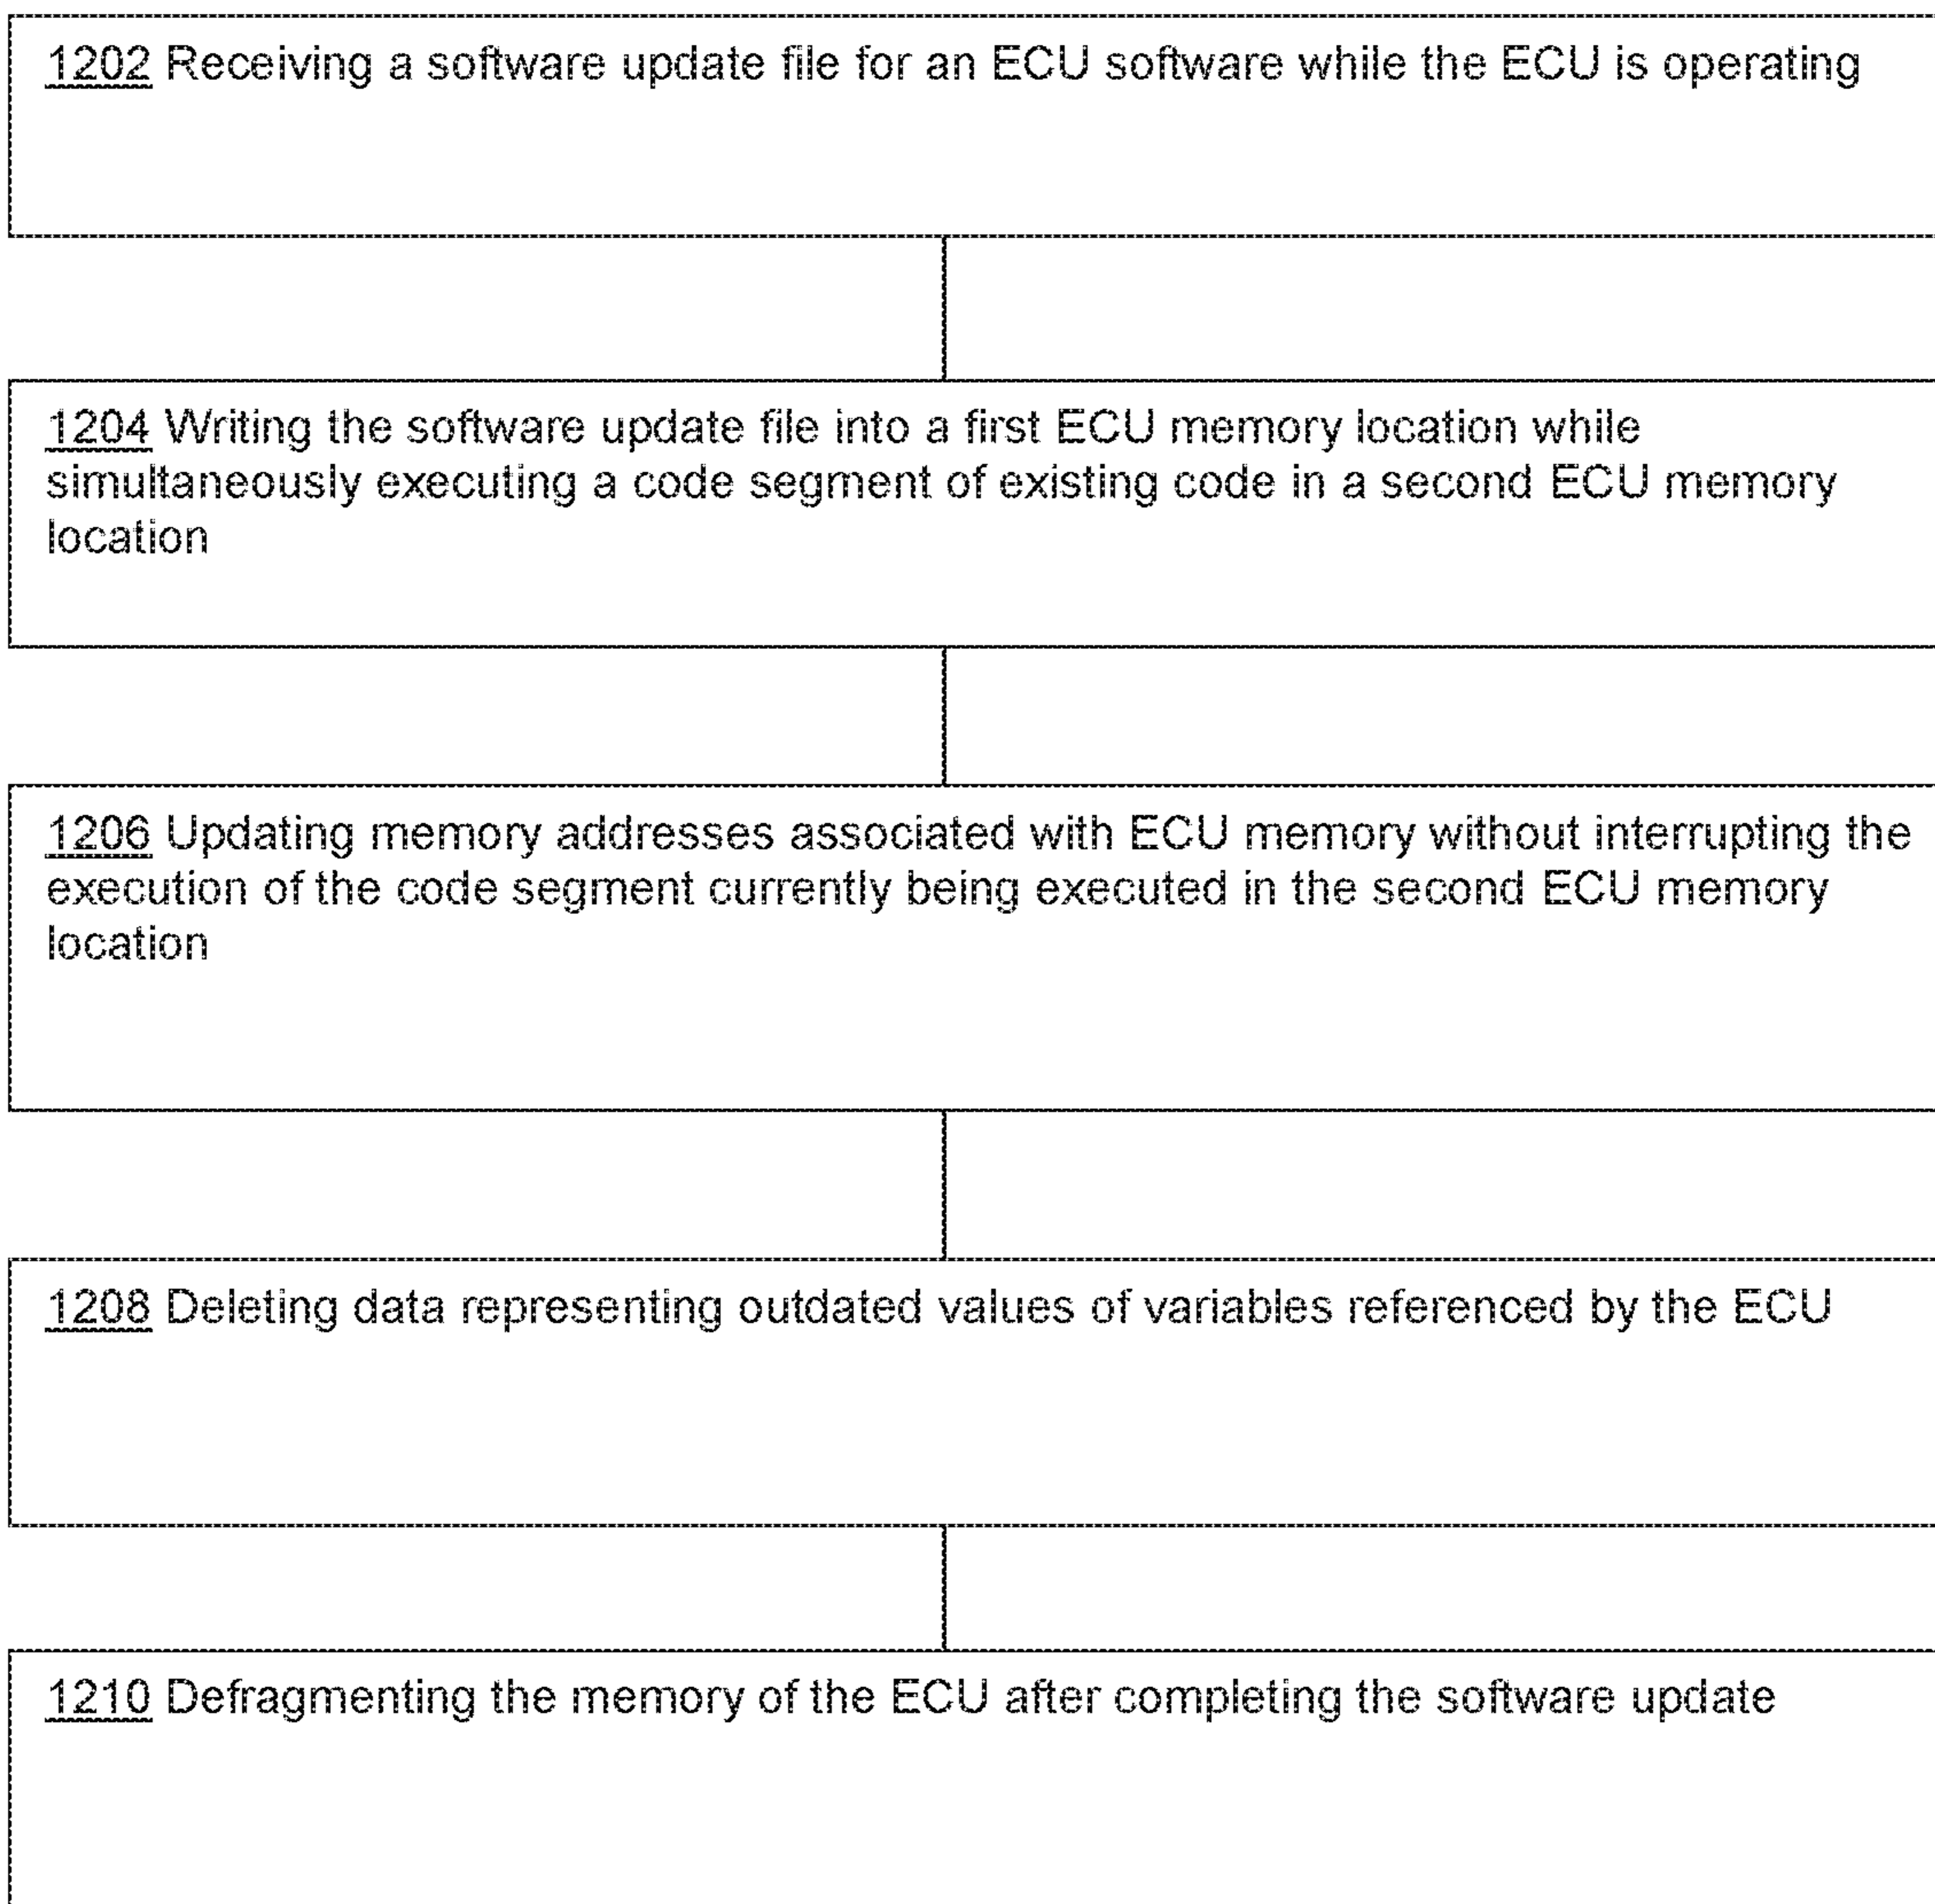 1202 Receiving a software update file for an ECU software while the ECU is operating
1204 Writing the software update file into a first ECU memory location while
simultaneously executing a code segment of existing code in a second ECU memory
location
1206 Updating memory addresses associated with ECU memory without interrupting the
execution of the code segment currently being executed in the second ECU memory
location
1208 Deleting data representing outdated values of variables referenced by the ECU
1210 Defragmenting the memory of the ECU after completing the software update